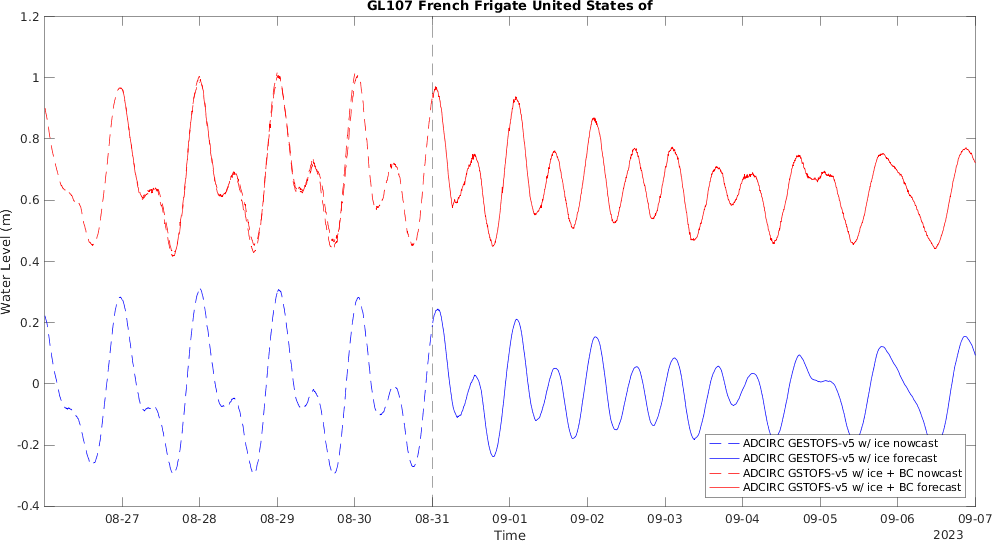 GL107 French Frigate United States of
1.2
1
0.8
0.6
0.4
0.2
0
-0.2
-0.4
Water Level (m)
08-27 08-28 08-29 08-30 08-31 09-01 09-02 09-03 09-04 09-05 09-06 09-07
Time
2023
ADCIRC GESTOFS-v5 w/ ice nowcast
ADCIRC GESTOFS-v5 w/ ice forecast
ADCIRC GSTOFS-v5 w/ ice + BC nowcast
ADCIRC GSTOFS-v5 w/ ice + BC forecast